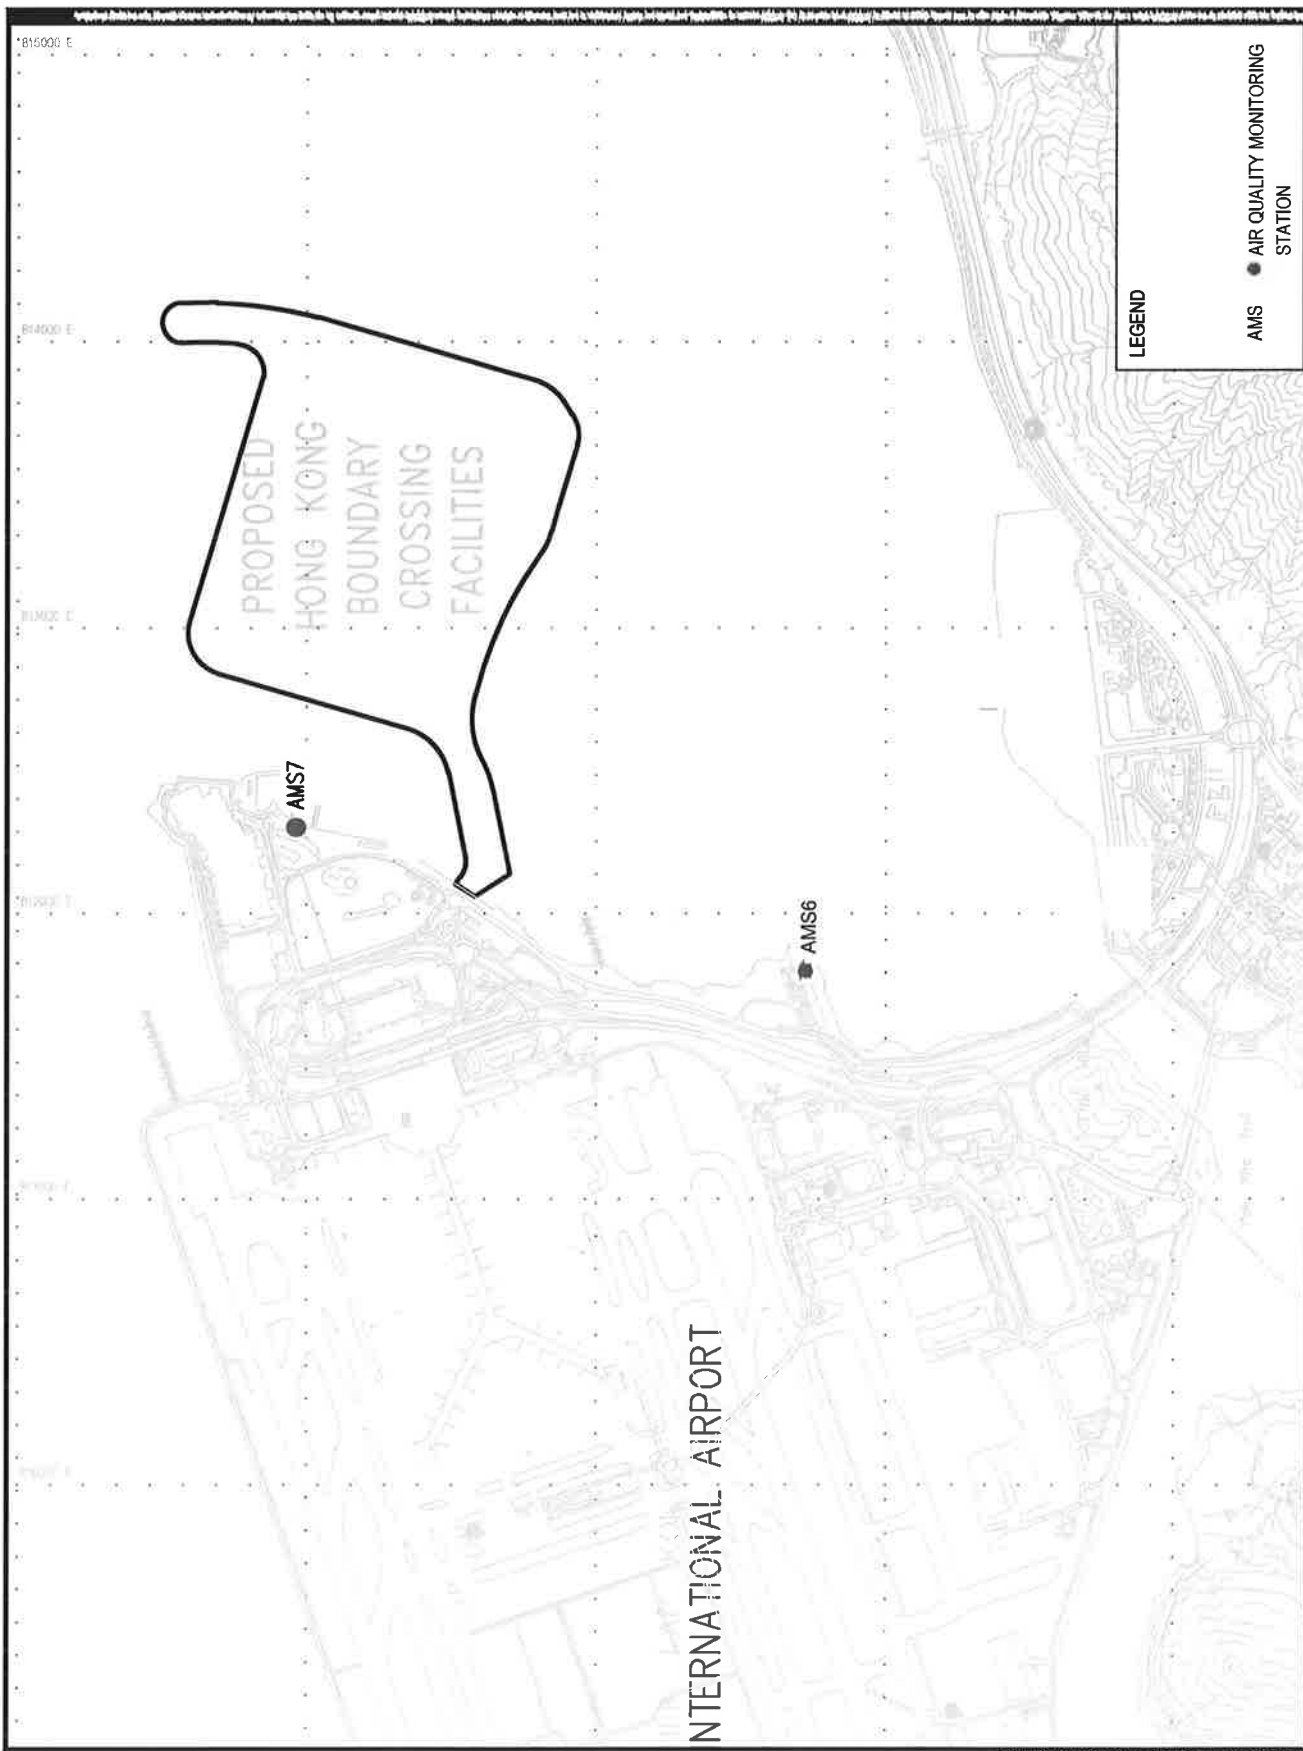 815000 E
814000 E
PROPOSED
HONG KONG
BOUNDARY
CROSSING
FACILITIES
AMS7
AMS6
NTERNATIONAL AIRPORT
LEGEND
AMS ● AIR QUALITY MONITORING
STATION